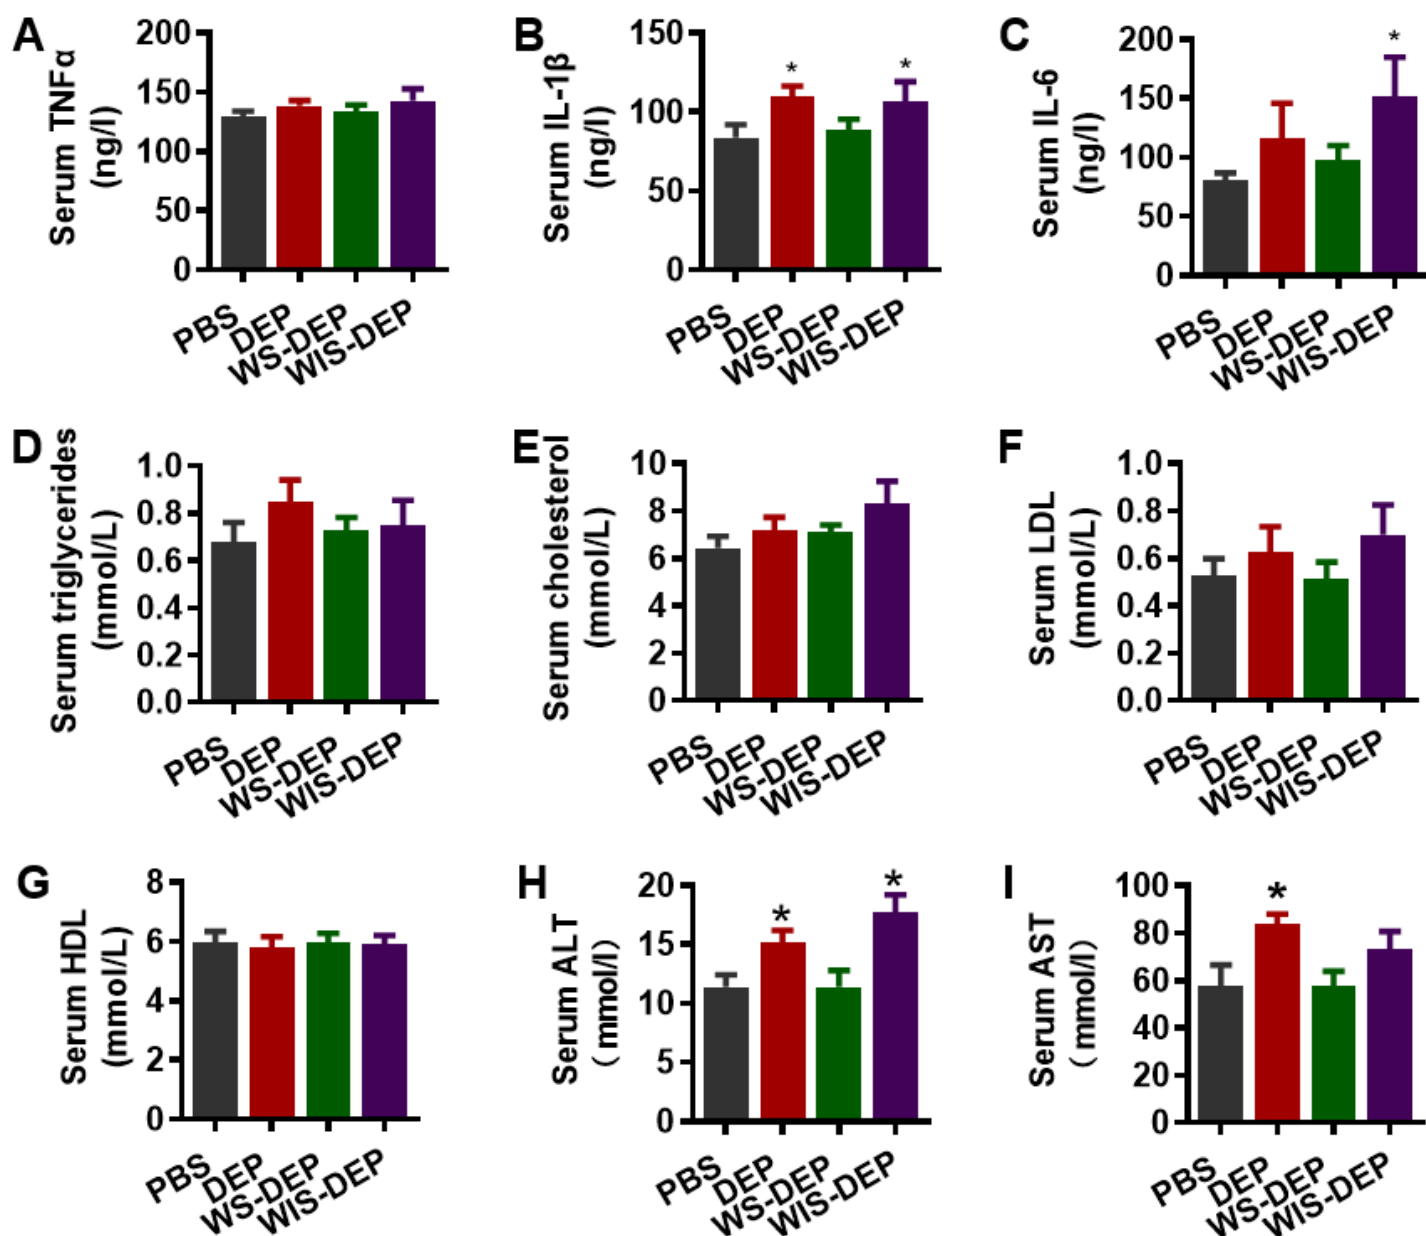 A
Serum TNFα
(ng/l)
200
150
100
50
0
PBS
DEP
WS-DEP
WIS-DEP
B
Serum IL-1β
(ng/l)
150
100
50
0
*
*
PBS
DEP
WS-DEP
WIS-DEP
C
Serum IL-6
(ng/l)
200
150
100
50
0
*
PBS
DEP
WS-DEP
WIS-DEP
D
Serum triglycerides
(mmol/L)
1.0
0.8
0.6
0.4
0.2
0.0
PBS
DEP
WS-DEP
WIS-DEP
E
Serum cholesterol
(mmol/L)
10
8
6
4
2
0
PBS
DEP
WS-DEP
WIS-DEP
F
Serum LDL
(mmol/L)
1.0
0.8
0.6
0.4
0.2
0.0
PBS
DEP
WS-DEP
WIS-DEP
G
Serum HDL
(mmol/L)
8
6
4
2
0
PBS
DEP
WS-DEP
WIS-DEP
H
Serum ALT
（mmol/l）
20
15
10
5
0
*
*
PBS
DEP
WS-DEP
WIS-DEP
I
Serum AST
（mmol/l）
100
80
60
40
20
0
*
PBS
DEP
WS-DEP
WIS-DEP